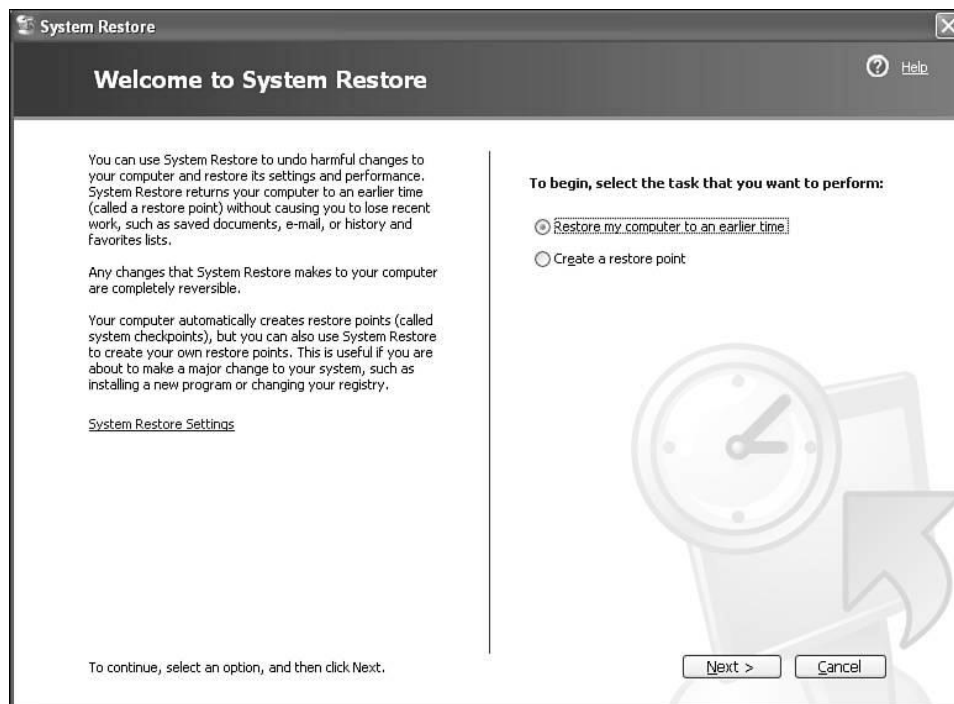 System Restore
Welcome to System Restore
Help
You can use System Restore to undo harmful changes to
your computer and restore its settings and performance.
System Restore returns your computer to an earlier time
(called a restore point) without causing you to lose recent
work, such as saved documents, e-mail, or history and
favorites lists.
Any changes that System Restore makes to your computer
are completely reversible.
Your computer automatically creates restore points (called
system checkpoints), but you can also use System Restore
to create your own restore points. This is useful if you are
about to make a major change to your system, such as
installing a new program or changing your registry.
System Restore Settings
To begin, select the task that you want to perform:
Restore my computer to an earlier time
Create a restore point
To continue, select an option, and then click Next.
Next >
Cancel